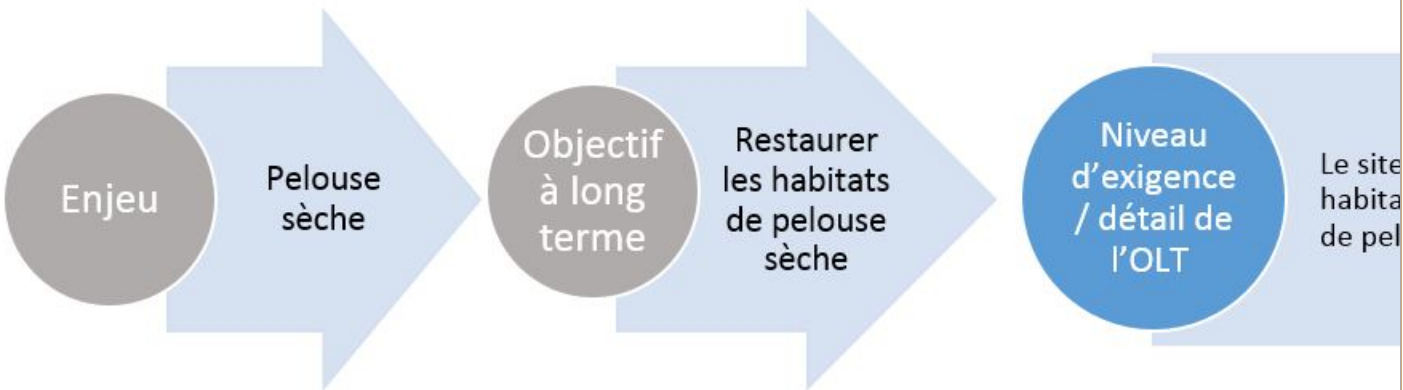 Enjeu
Pelouse
sèche
Objectif
à long
terme
Restaurer
les habitats
de pelouse
sèche
Niveau
d'exigence
/ détail de
l'OLT
Le site
de